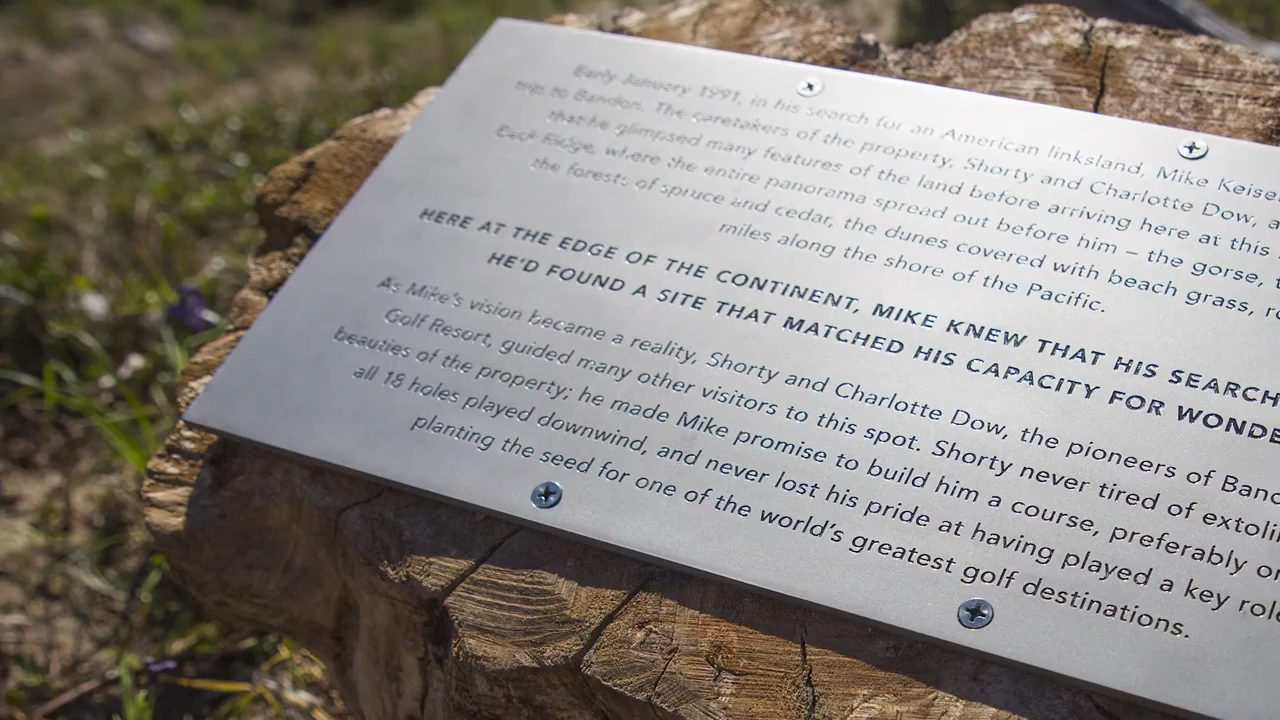 Early January 1991, in his search for an American linksland, Mike Keise
trip to Bandon. The caretakers of the property, Shorty and Charlotte Dow, a
that he glimpsed many features of the land before arriving here at this
Back Ridge, where the entire panorama spread out before him – the gorse, t
the forests of spruce and cedar, the dunes covered with beach grass, ro
miles along the shore of the Pacific.
HERE AT THE EDGE OF THE CONTINENT, MIKE KNEW THAT HIS SEARCH
HE'D FOUND A SITE THAT MATCHED HIS CAPACITY FOR WONDE
As Mike's vision became a reality, Shorty and Charlotte Dow, the pioneers of Band
Golf Resort, guided many other visitors to this spot. Shorty never tired of extolli
beauties of the property; he made Mike promise to build him a course, preferably on
all 18 holes played downwind, and never lost his pride at having played a key role
planting the seed for one of the world's greatest golf destinations.